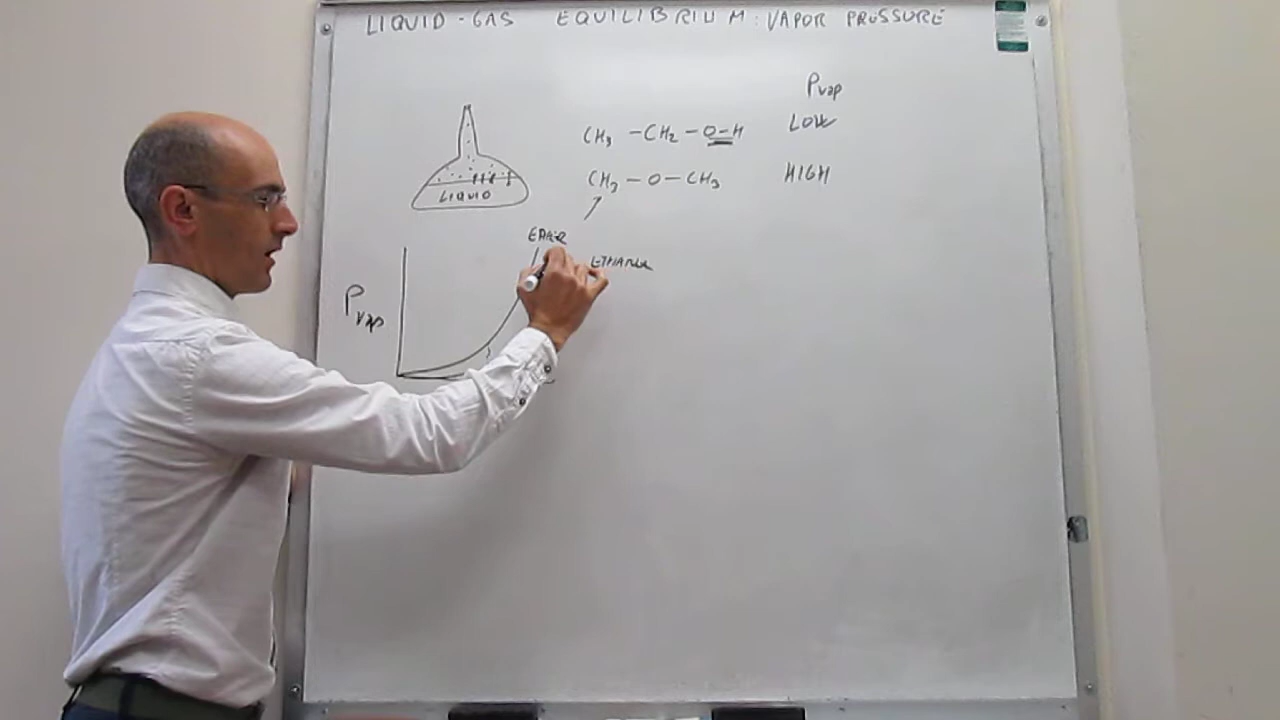 LIQUID-GAS EQUILIBRIUM: VAPOR PRESSURE
Pvap
CH3 -CH2 -O-H LOW
CH3 -O-CH3 HIGH
LIQUID
ETHER
ETHANOL
Pvap